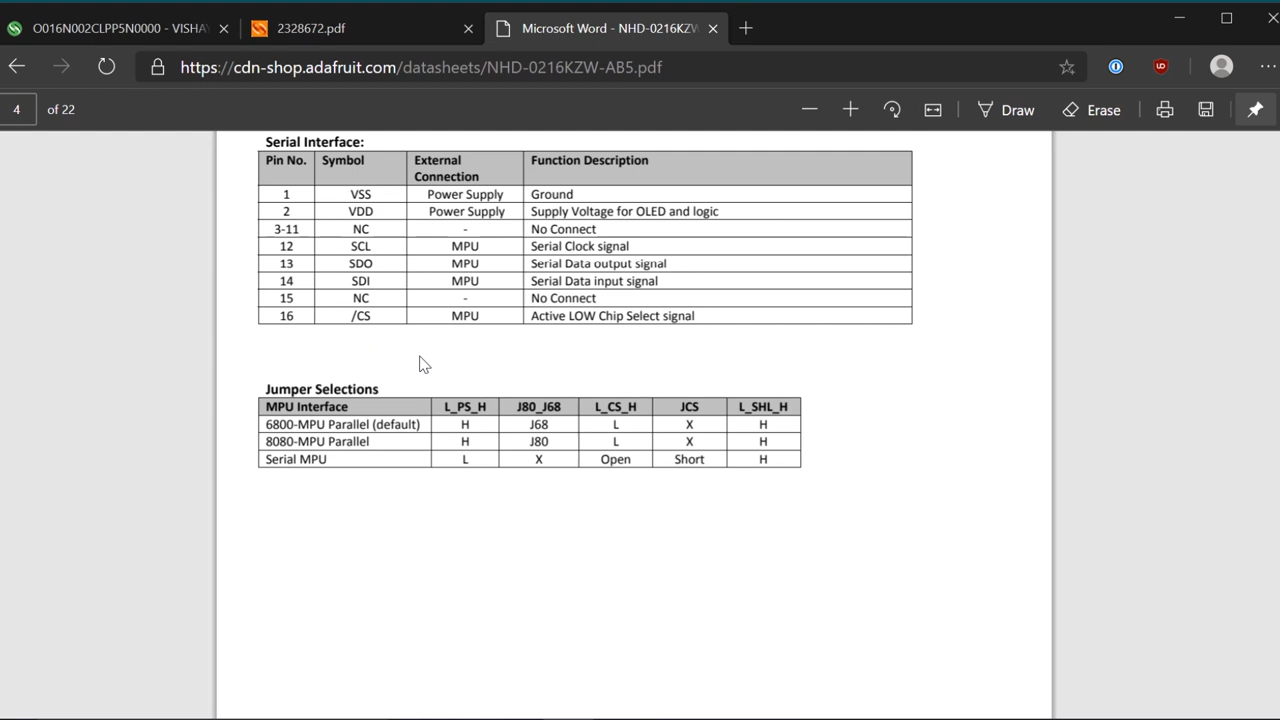 O016N002CLPP5N0000 - VISHA
2328672.pdf
Microsoft Word - NHD-0216KZW
https://cdn-shop.adafruit.com/datasheets/NHD-0216KZW-AB5.pdf
4 of 22
Draw
Erase
Serial Interface:
Pin No. Symbol External Connection Function Description
1 VSS Power Supply Ground
2 VDD Power Supply Supply Voltage for OLED and logic
3-11 NC - No Connect
12 SCL MPU Serial Clock signal
13 SDO MPU Serial Data output signal
14 SDI MPU Serial Data input signal
15 NC - No Connect
16 /CS MPU Active LOW Chip Select signal
Jumper Selections
MPU Interface L_PS_H J80_J68 L_CS_H JCS L_SHL_H
6800-MPU Parallel (default) H J68 L X H
8080-MPU Parallel H J80 L X H
Serial MPU L X Open Short H